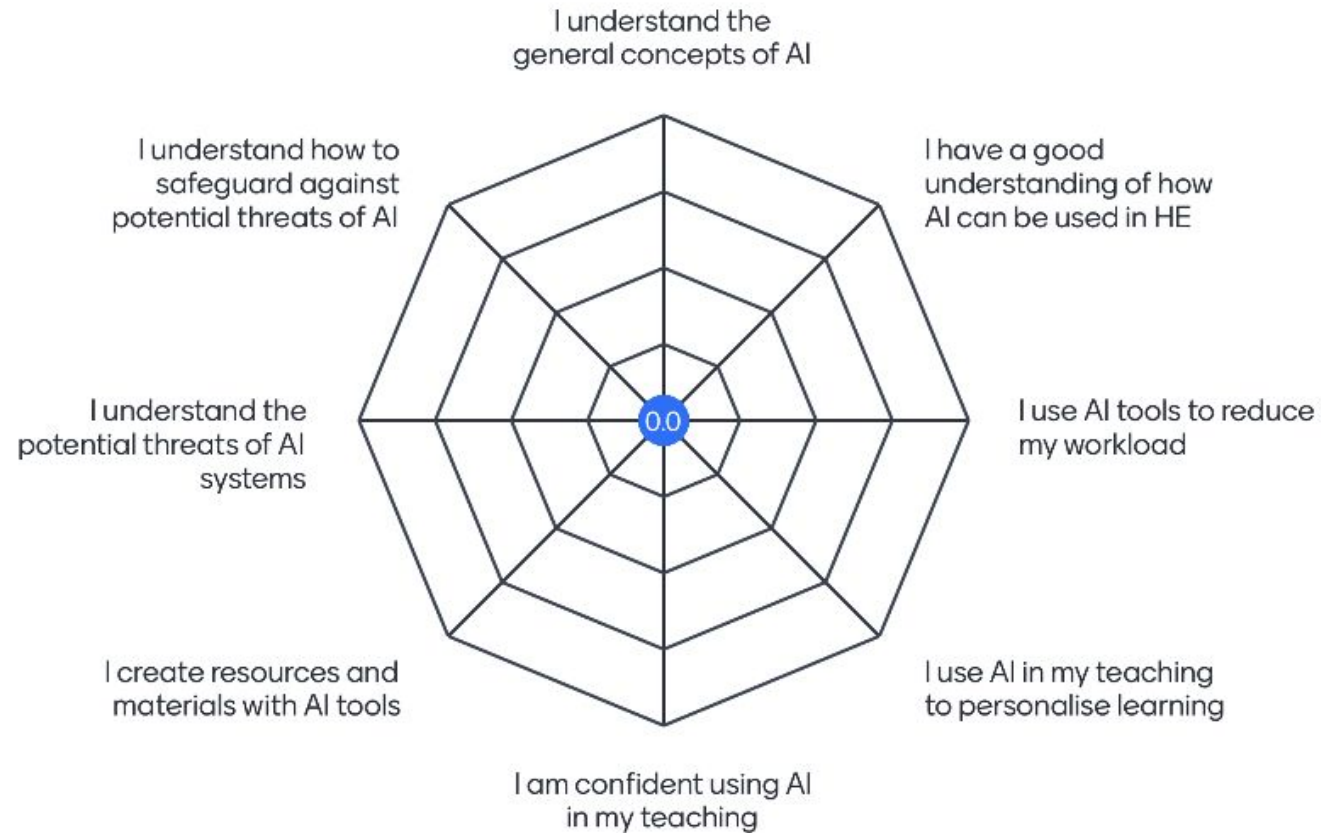 I understand the
general concepts of AI
I understand how to
safeguard against
potential threats of AI
I have a good
understanding of how
AI can be used in HE
I understand the
potential threats of AI
systems
0.0
I use AI tools to reduce
my workload
I create resources and
materials with AI tools
I use AI in my teaching
to personalise learning
I am confident using AI
in my teaching